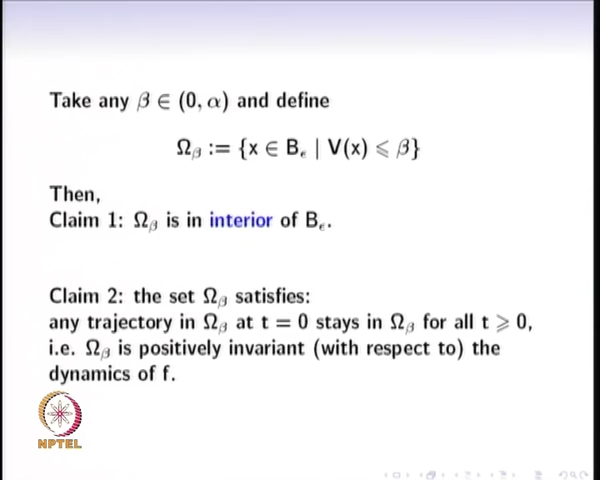 Take any β ∈ (0, α) and define
Ω_β := {x ∈ B_ϵ | V(x) ⩽ β}
Then,
Claim 1: Ω_β is in interior of B_ϵ.
Claim 2: the set Ω_β satisfies:
any trajectory in Ω_β at t = 0 stays in Ω_β for all t ⩾ 0,
i.e. Ω_β is positively invariant (with respect to) the
dynamics of f.
NPTEL